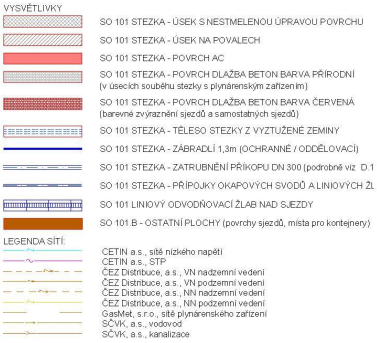 VYSVĚTLIVKY
SO 101 STEZKA - ÚSEK S NESTMELENOU ÚPRAVOU POVRCHU
SO 101 STEZKA - ÚSEK NA POVALECH
SO 101 STEZKA - POVRCH AC
SO 101 STEZKA - POVRCH DLAŽBA BETON BARVA PŘÍRODNÍ
(v úsecích souběhu stezky s plynárenským zařízením)
SO 101 STEZKA - POVRCH DLAŽBA BETON BARVA ČERVENÁ
(barevné zvýraznění sjezdů a samostatných sjezdů)
SO 101 STEZKA - TĚLESO STEZKY Z VYZTUŽENÉ ZEMINY
SO 101 STEZKA - ZÁBRADLÍ 1,3m (OCHRANNÉ / ODDĚLOVACÍ)
SO 101 STEZKA - ZATRUBNĚNÍ PŘÍKOPU DN 300 (podrobně viz D.1
SO 101 STEZKA - PŘÍPOJKY OKAPOVÝCH SVODŮ A LINIOVÝCH ŽL
SO 101 LINIOVÝ ODVODŇOVACÍ ŽLAB NAD SJEZDY
SO 101.B - OSTATNÍ PLOCHY (povrchy sjezdů, místa pro kontejnery)
LEGENDA SÍTÍ:
CETIN a.s., sítě nízkého napětí
CETIN a.s., STP
ČEZ Distribuce, a.s., VN nadzemní vedení
ČEZ Distribuce, a.s., VN podzemní vedení
ČEZ Distribuce, a.s., NN nadzemní vedení
ČEZ Distribuce, a.s., NN podzemní vedení
GasMet, s.r.o., sítě plynárenského zařízení
SČVK, a.s., vodovod
SČVK, a.s., kanalizace